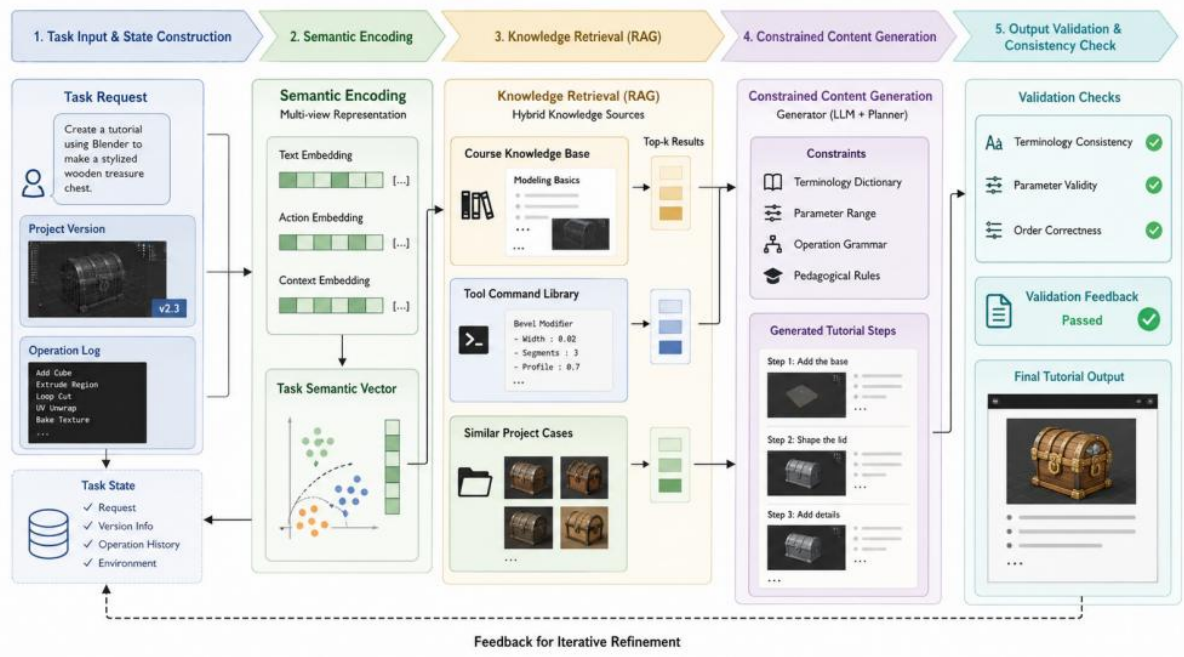 1. Task Input & State Construction
2. Semantic Encoding
3. Knowledge Retrieval (RAG)
4. Constrained Content Generation
5. Output Validation &
Consistency Check
Task Request
Create a tutorial
using Blender to
make a stylized
wooden treasure
chest.
Project Version
v2.3
Operation Log
Add Cube
Extrude Region
Loop Cut
UV Unwrap
Bake Texture
...
Task State
✓ Request
✓ Version Info
✓ Operation History
✓ Environment
Semantic Encoding
Multi-view Representation
Text Embedding
[...]
Action Embedding
[...]
Context Embedding
[...]
Task Semantic Vector
Knowledge Retrieval (RAG)
Hybrid Knowledge Sources
Course Knowledge Base
Modeling Basics
...
...
Top-k Results
Tool Command Library
>_
Bevel Modifier
- Width : 0.02
- Segments : 3
- Profile : 0.7
...
Similar Project Cases
...
Constrained Content Generation
Generator (LLM + Planner)
Constraints
Terminology Dictionary
Parameter Range
Operation Grammar
Pedagogical Rules
Generated Tutorial Steps
Step 1: Add the base
...
Step 2: Shape the lid
...
Step 3: Add details
...
...
Validation Checks
Aa Terminology Consistency
Parameter Validity
Order Correctness
Validation Feedback
Passed
Final Tutorial Output
...
Feedback for Iterative Refinement